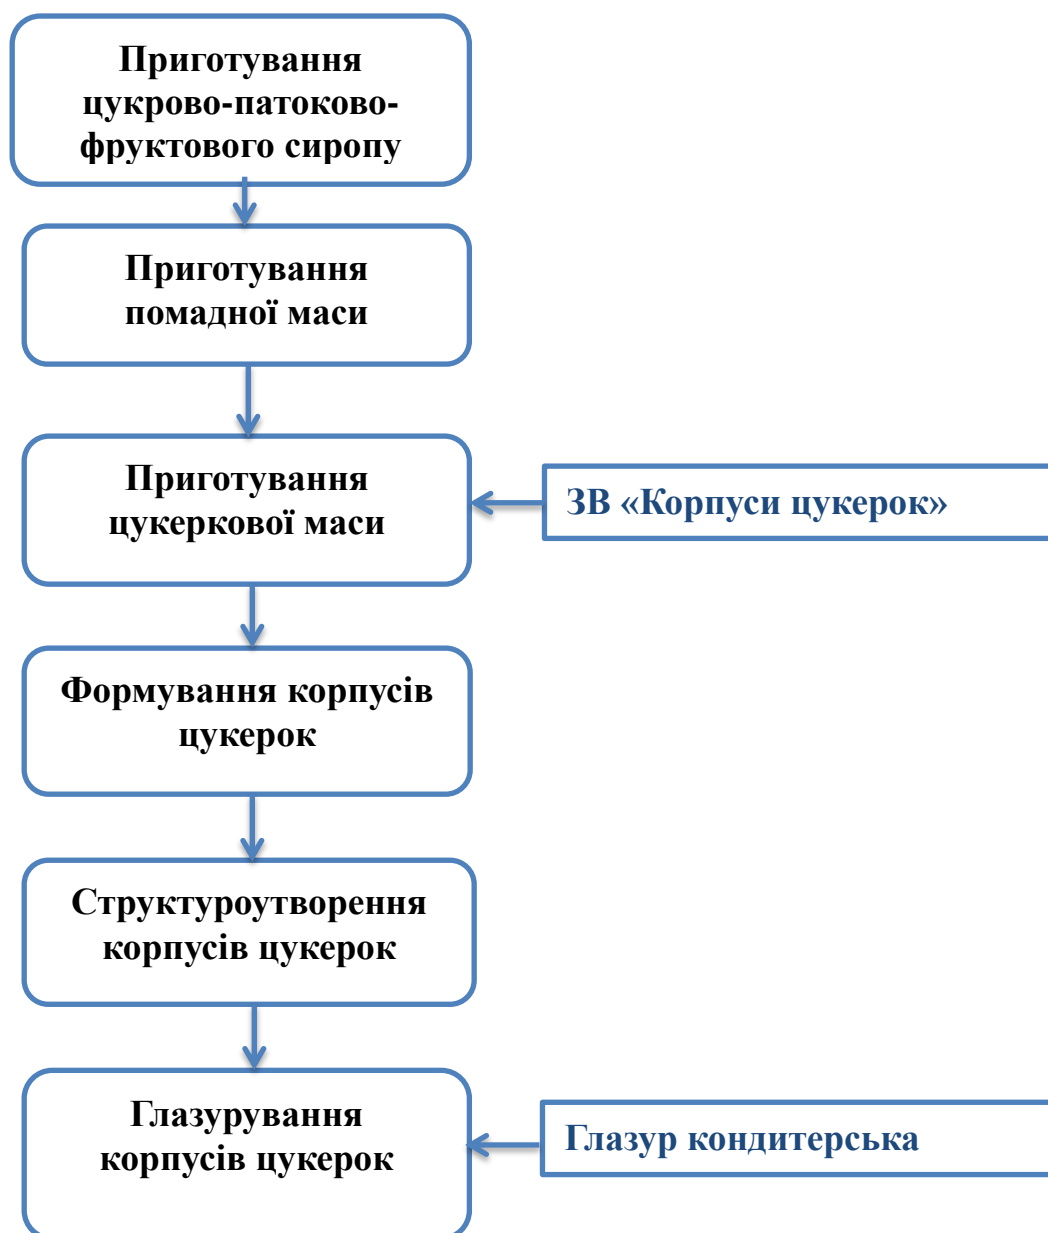 Приготування
цукрово-патоково-
фруктового сиропу
Приготування
помадної маси
Приготування
цукеркової маси
ЗВ «Корпуси цукерок»
Формування корпусів
цукерок
Структуроутворення
корпусів цукерок
Глазурування
корпусів цукерок
Глазур кондитерська